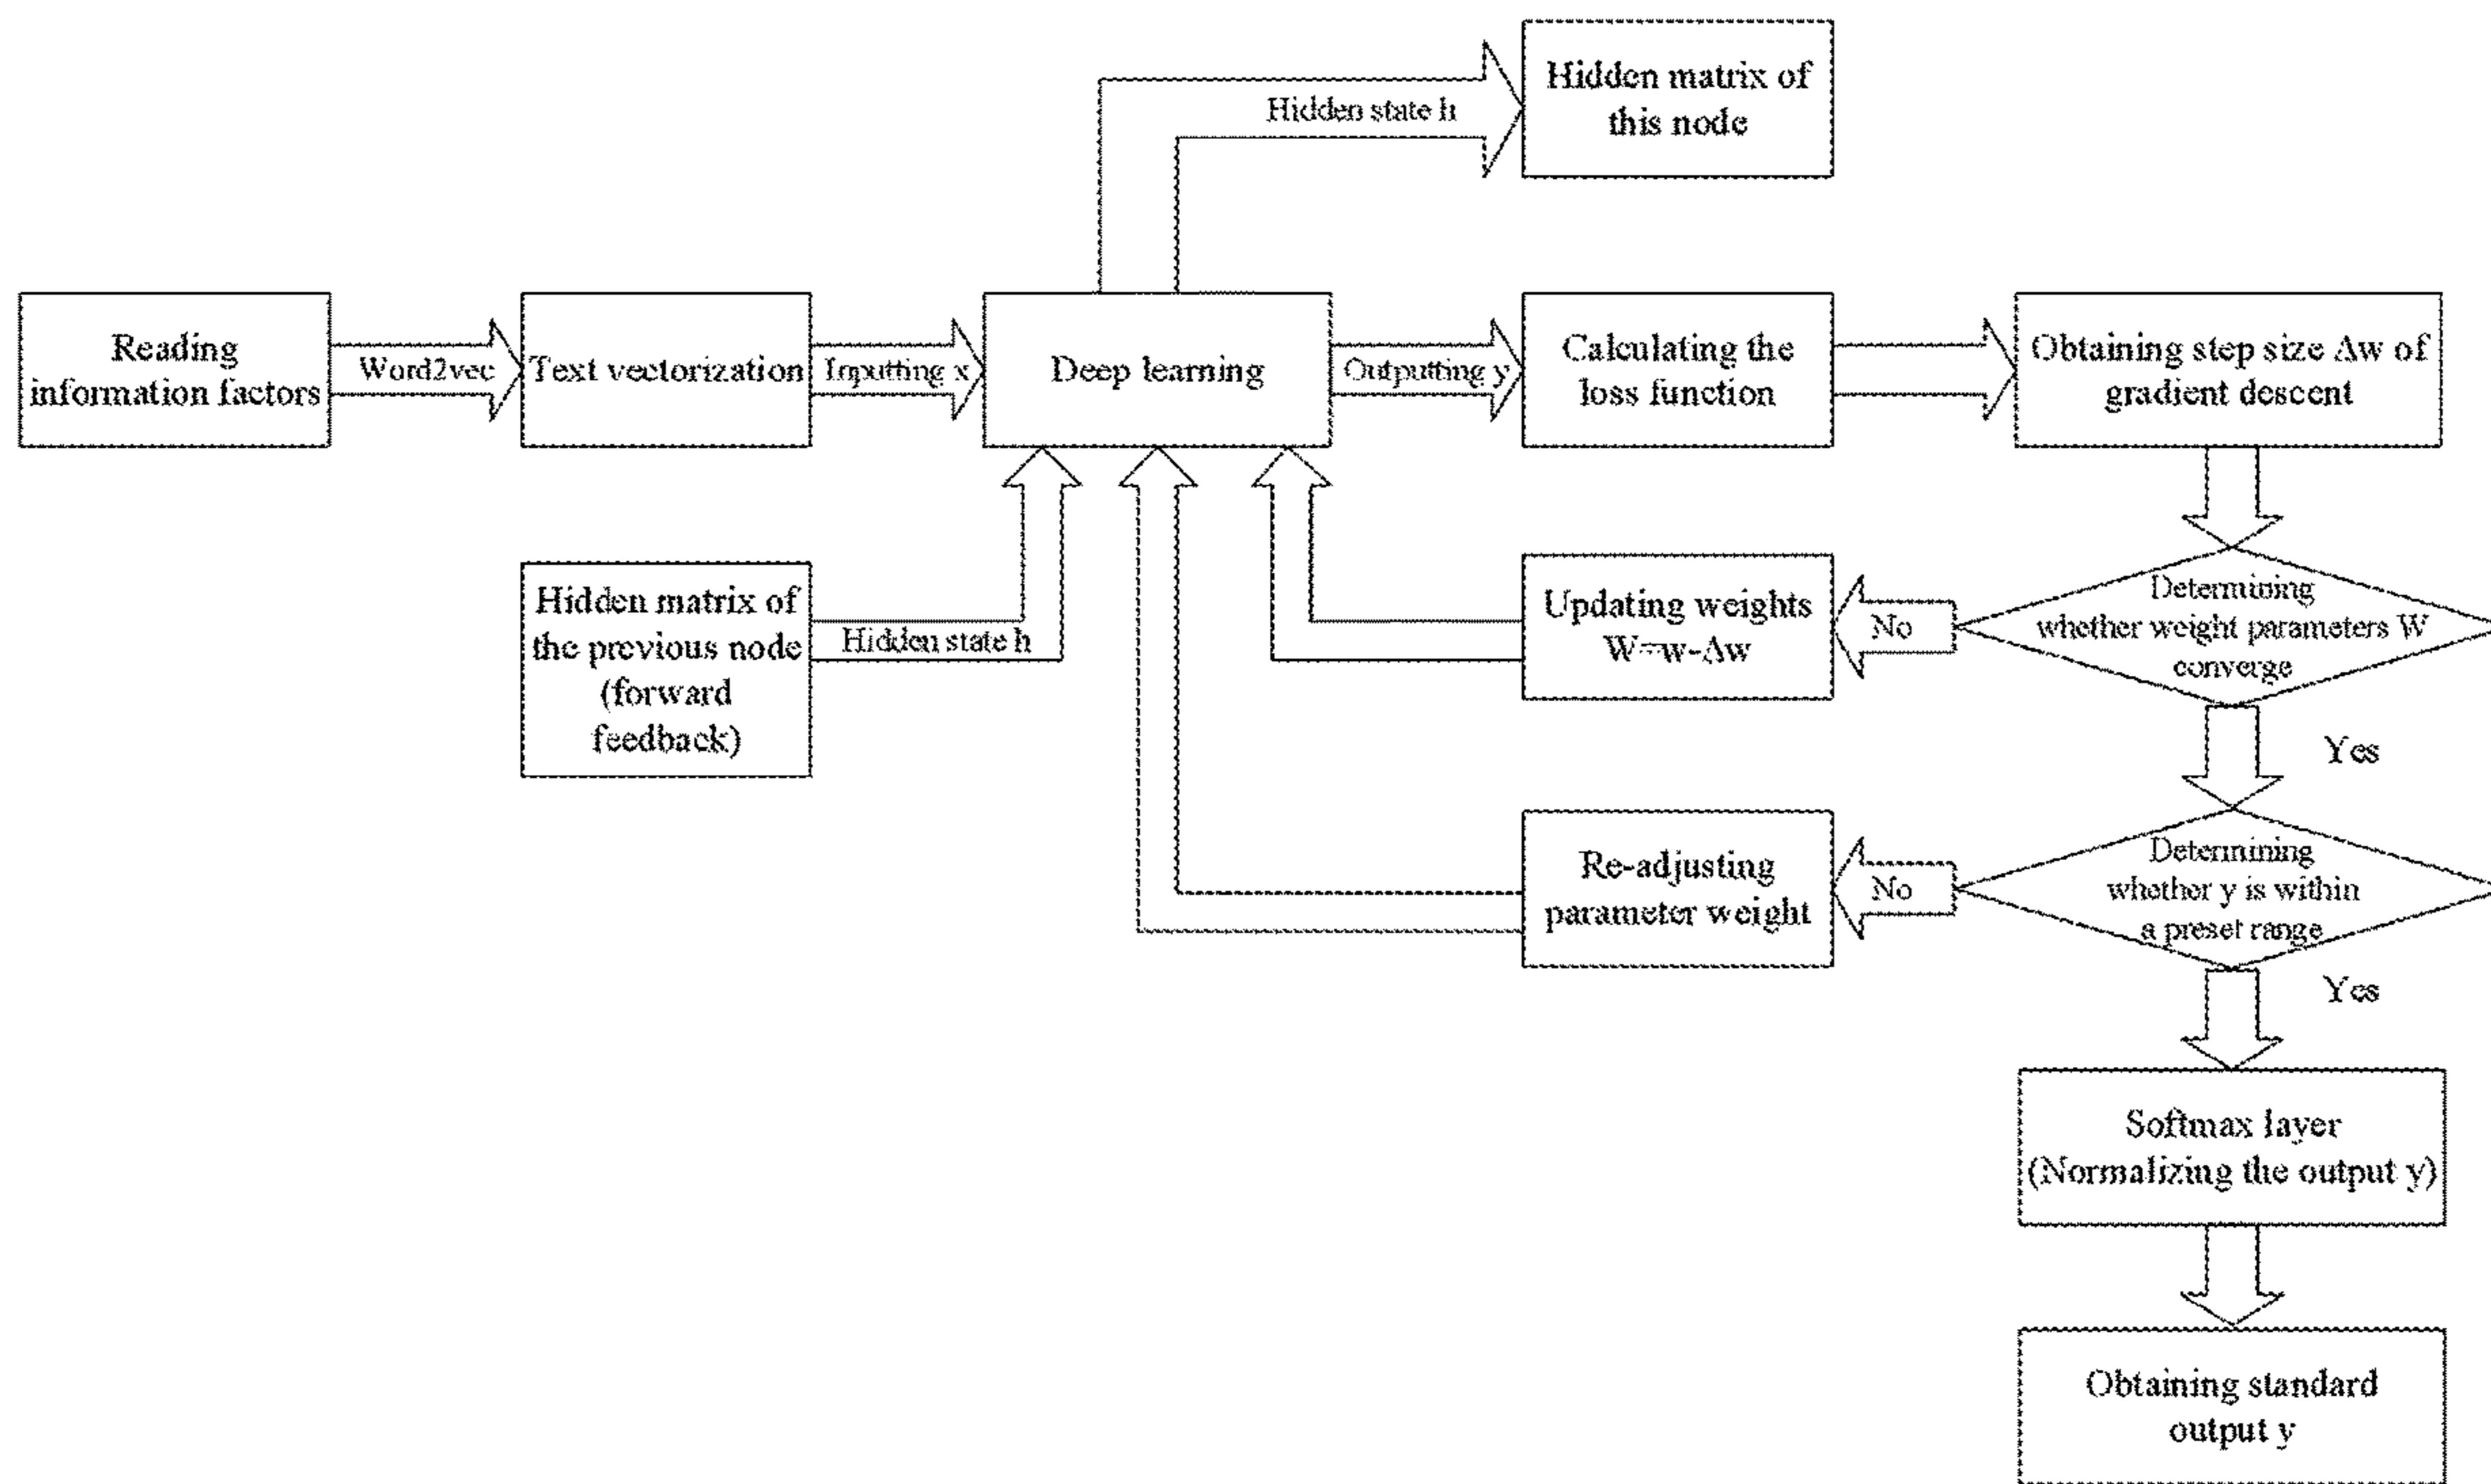 Hidden matrix of
this node
Hidden state h
Reading
information factors
Word2vec
Text vectorization
Inputting x
Deep learning
Outputting y
Calculating the
loss function
Obtaining step size Δw of
gradient descent
Hidden matrix of
the previous node
(forward
feedback)
Hidden state h
Updating weights
W=w-Δw
No
Determining
whether weight parameters W
converge
Yes
Re-adjusting
parameter weight
No
Determining
whether y is within
a preset range
Yes
Softmax layer
(Normalizing the output y)
Obtaining standard
output y